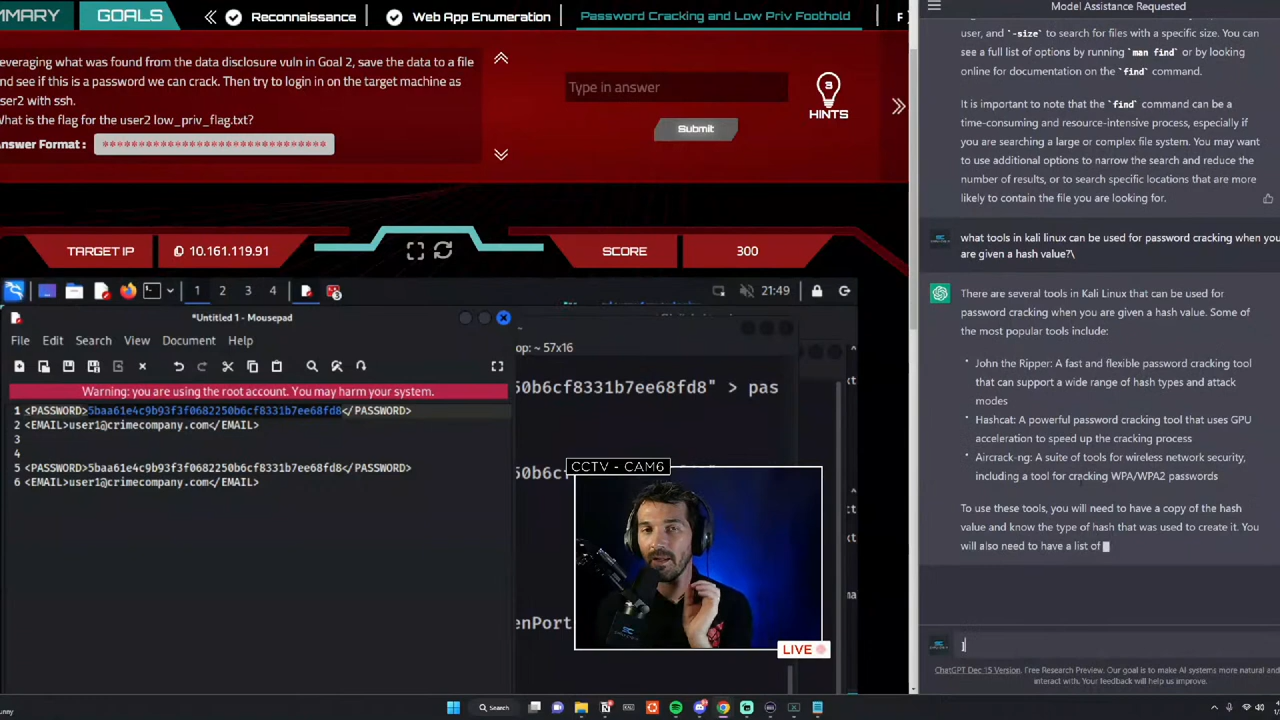 MMARY
GOALS
Reconnaissance
Web App Enumeration
Password Cracking and Low Priv Foothold
Model Assistance Requested
everaging what was found from the data disclosure vuln in Goal 2, save the data to a file
nd see if this is a password we can crack. Then try to login in on the target machine as
ser2 with ssh.
What is the flag for the user2 low_priv_flag.txt?
Answer Format : ****************************
Type in answer
Submit
3
HINTS
TARGET IP
10.161.119.91
SCORE
300
1 2 3 4
3
21:49
*Untitled 1 - Mousepad
File Edit Search View Document Help
Warning: you are using the root account. You may harm your system.
1 <PASSWORD>5baa61e4c9b93f3f0682250b6cf8331b7ee68fd8</PASSWORD>
2 <EMAIL>user1@crimecompany.com</EMAIL>
3
4
5 <PASSWORD>5baa61e4c9b93f3f0682250b6cf8331b7ee68fd8</PASSWORD>
6 <EMAIL>user1@crimecompany.com</EMAIL>
op: ~ 57x16
50b6cf8331b7ee68fd8" > pas
enPort
CCTV - CAM6
LIVE
user, and `-size` to search for files with a specific size. You can
see a full list of options by running `man find` or by looking
online for documentation on the `find` command.
It is important to note that the `find` command can be a
time-consuming and resource-intensive process, especially if
you are searching a large or complex file system. You may want
to use additional options to narrow the search and reduce the
number of results, or to search specific locations that are more
likely to contain the file you are looking for.
what tools in kali linux can be used for password cracking when you
are given a hash value?\
There are several tools in Kali Linux that can be used for
password cracking when you are given a hash value. Some of
the most popular tools include:
• John the Ripper: A fast and flexible password cracking tool
that can support a wide range of hash types and attack
modes
• Hashcat: A powerful password cracking tool that uses GPU
acceleration to speed up the cracking process
• Aircrack-ng: A suite of tools for wireless network security,
including a tool for cracking WPA/WPA2 passwords
To use these tools, you will need to have a copy of the hash
value and know the type of hash that was used to create it. You
will also need to have a list of
ChatGPT Dec 15 Version. Free Research Preview. Our goal is to make AI systems more natural and
interact with. Your feedback will help us improve.
unny
Search